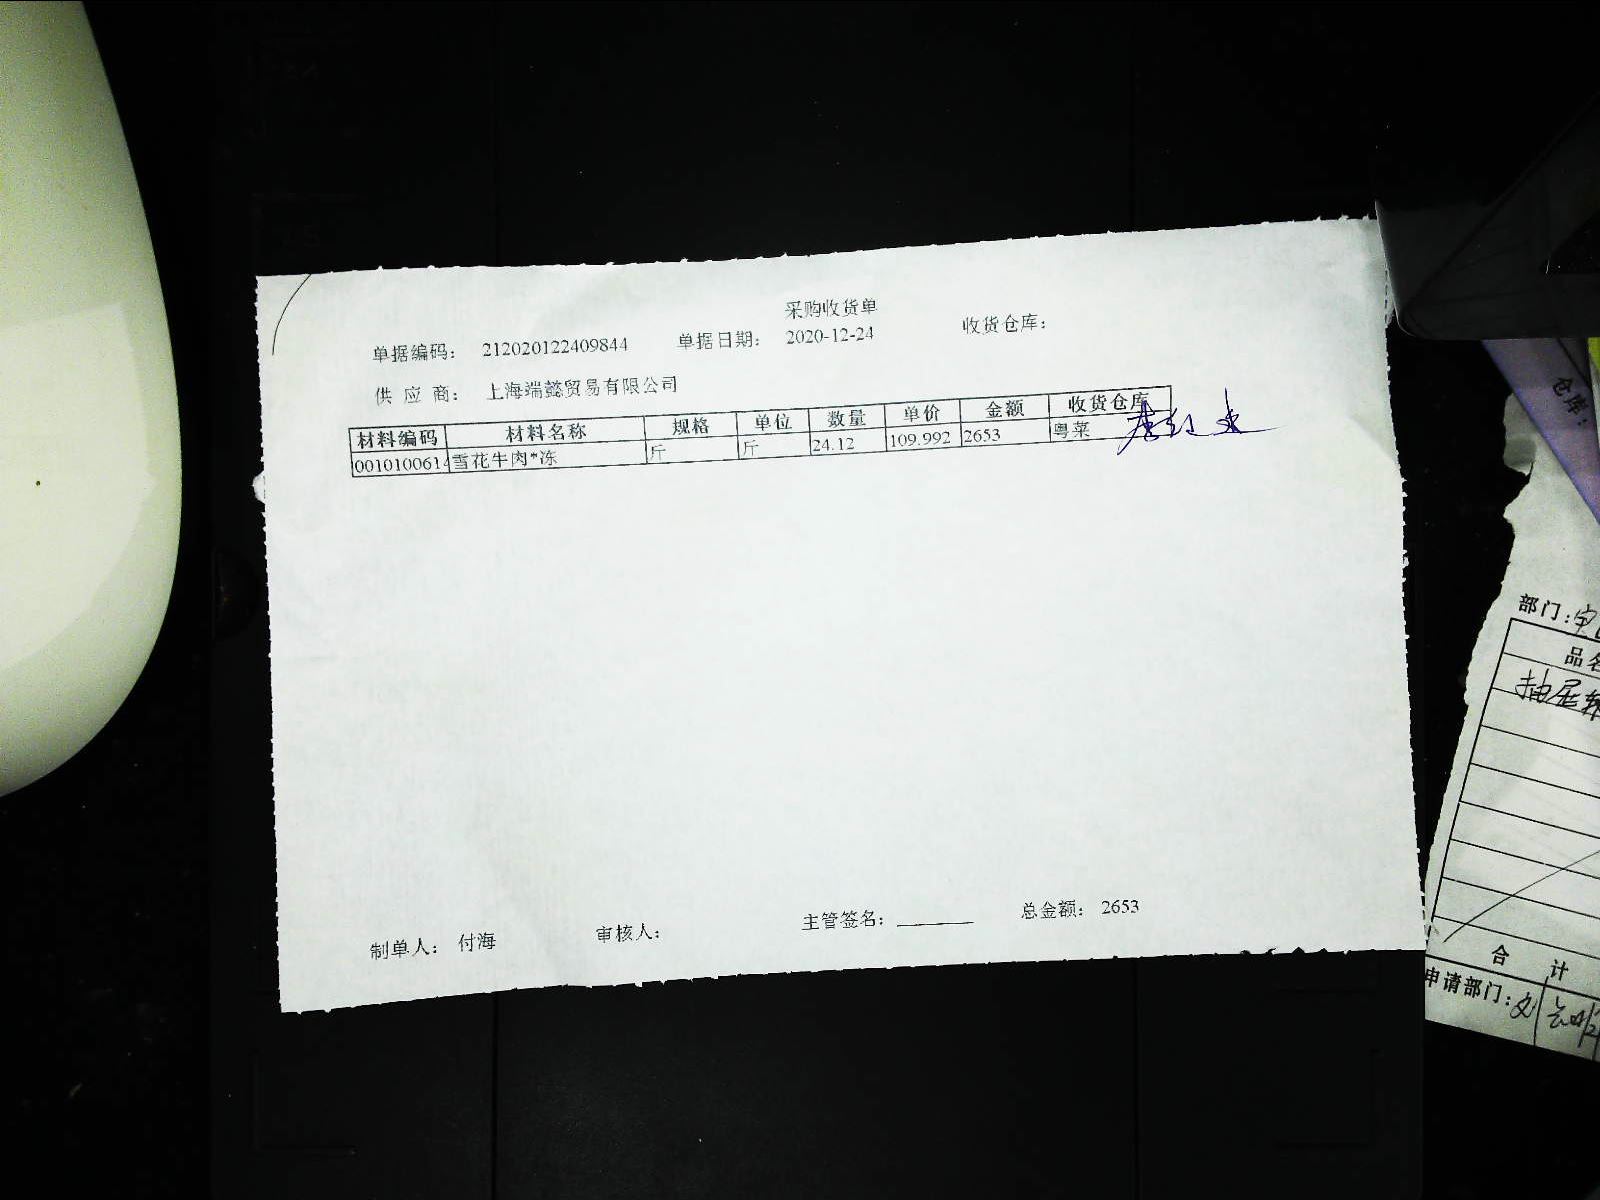 采购收货单
单据编码： 212020122409844 单据日期： 2020-12-24 收货仓库：
供 应 商： 上海端懿贸易有限公司
材料编码 材料名称 规格 单位 数量 单价 金额 收货仓库
0010100614 雪花牛肉*冻 斤 斤 24.12 109.992 2653 粤菜
制单人： 付海 审核人： 主管签名： 总金额： 2653
仓库：
部门：
品名
抽屉
合 计
申请部门：